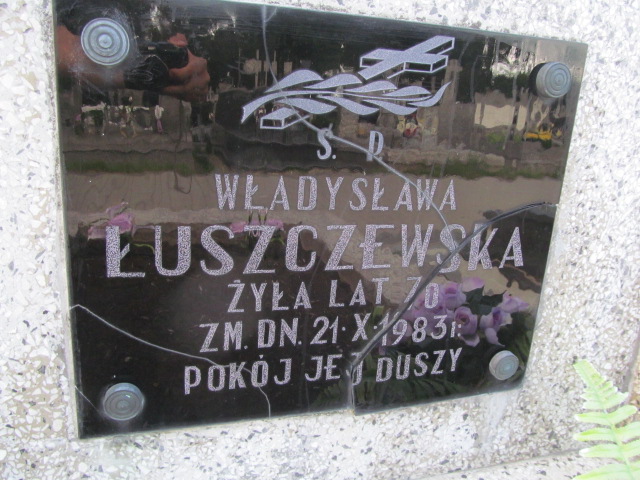 Ś. P.
WŁADYSŁAWA
ŁUSZCZEWSKA
ŻYŁA LAT 70
ZM. DN. 21·X·1983r.
POKÓJ JEJ DUSZY